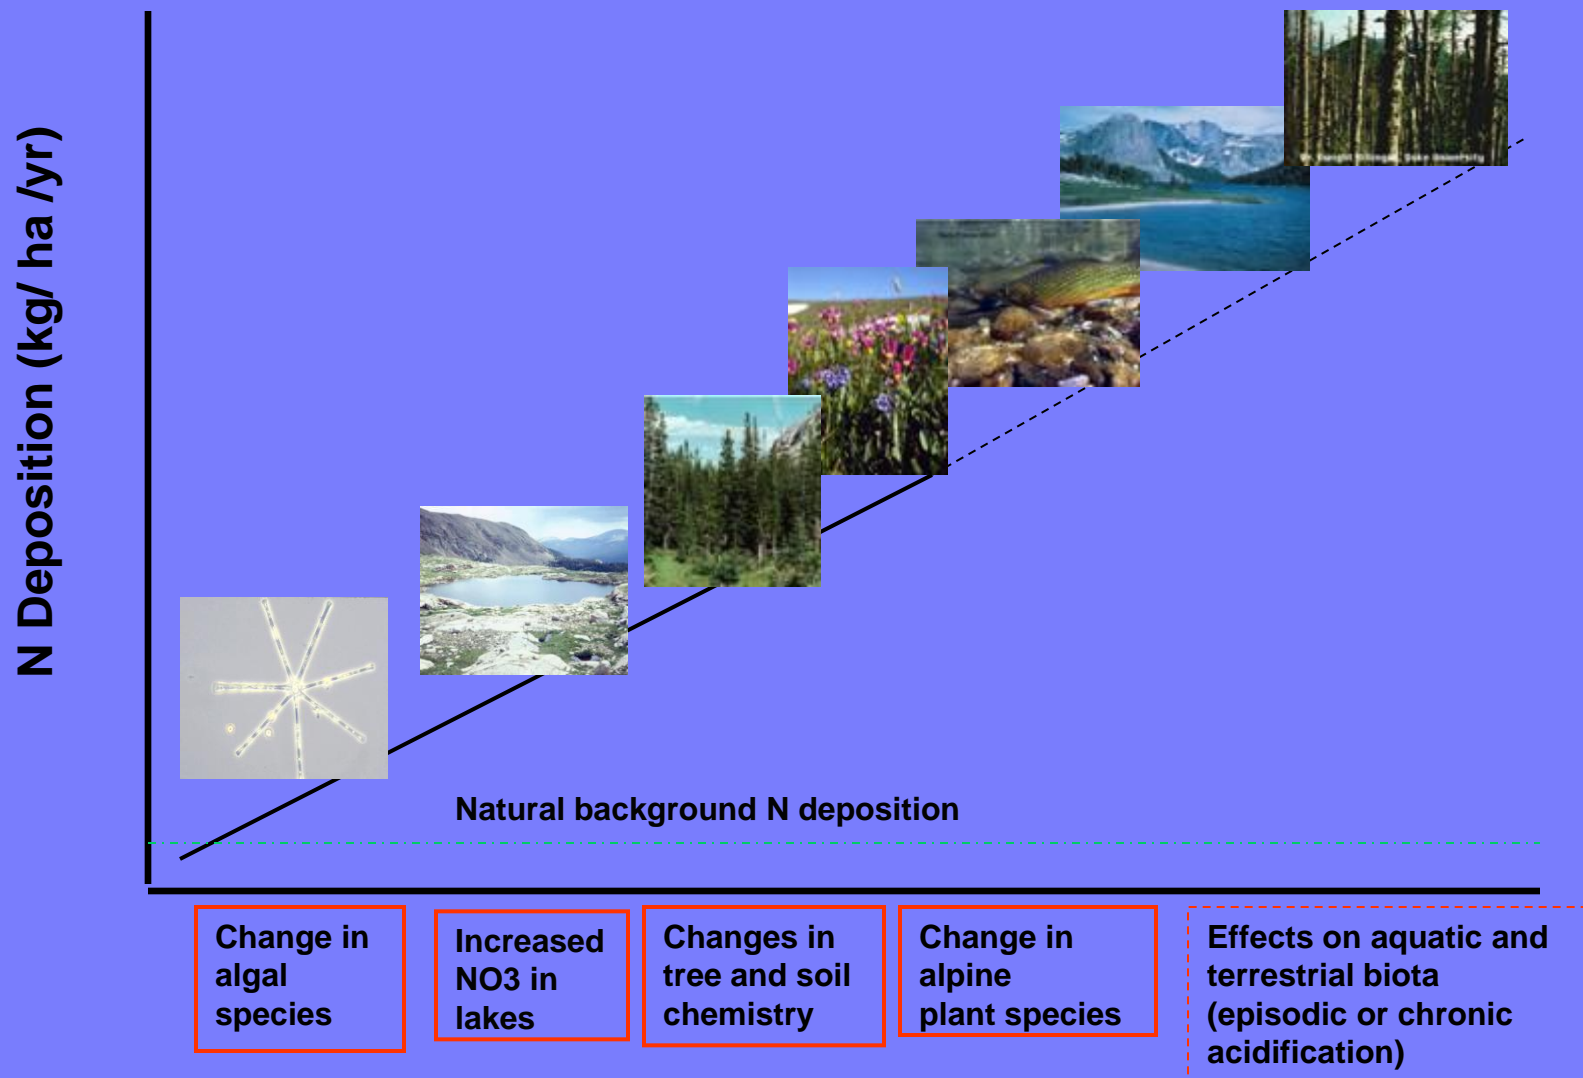 N Deposition (kg/ ha /yr)
Natural background N deposition
Change in
algal
species
Increased
NO3 in
lakes
Changes in
tree and soil
chemistry
Change in
alpine
plant species
Effects on aquatic and
terrestrial biota
(episodic or chronic
acidification)